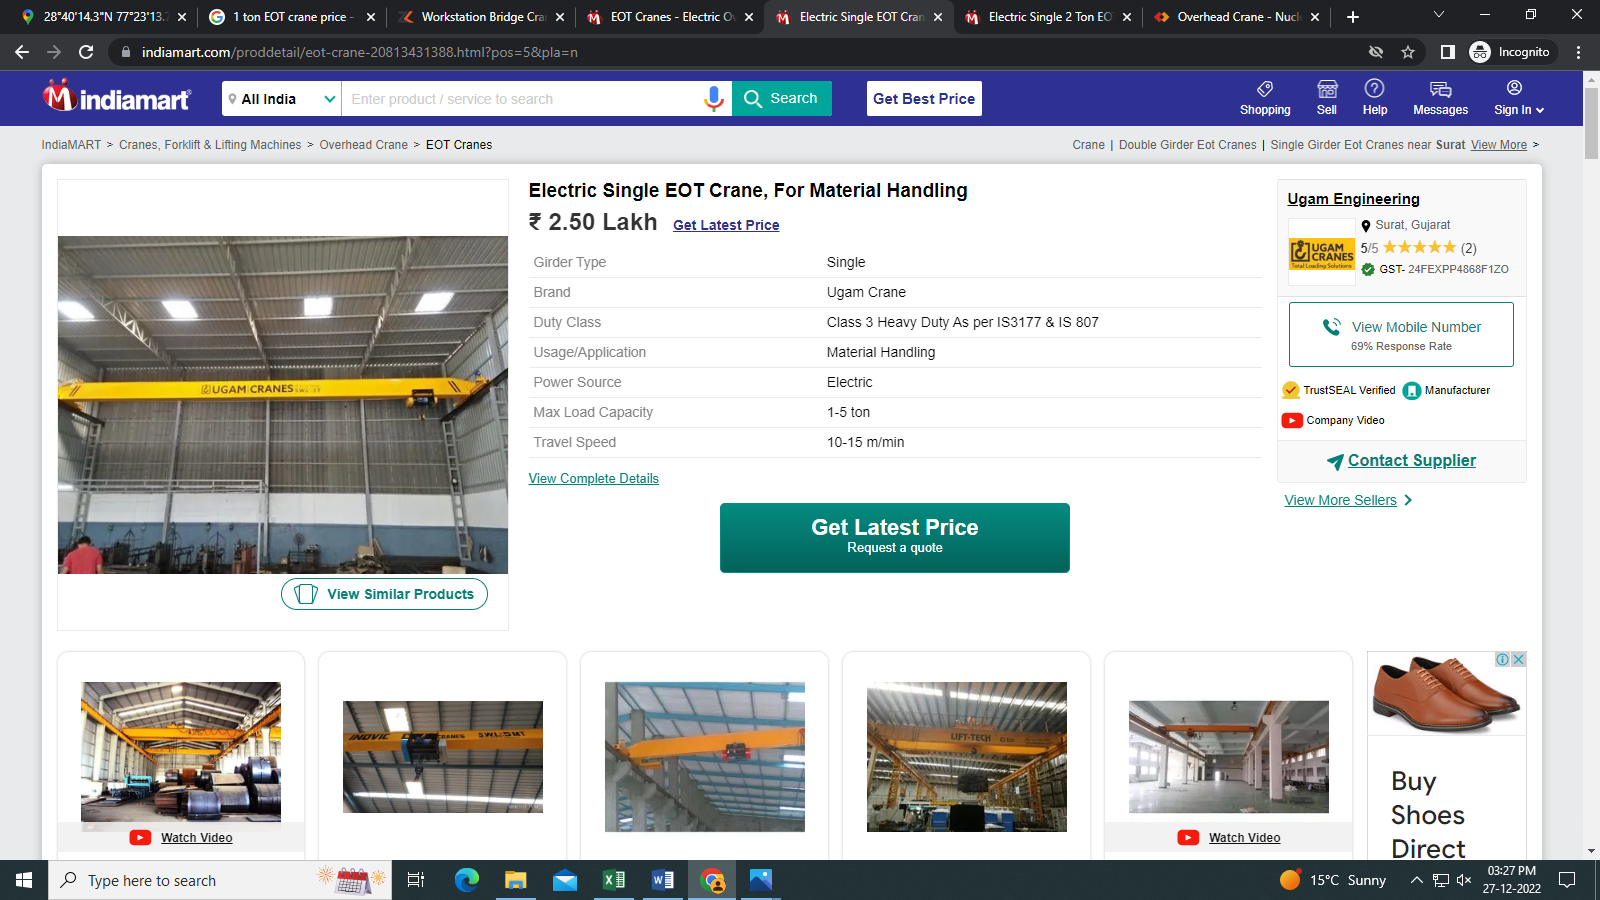 28°40'14.3"N 77°23'13.
1 ton EOT crane price -
Workstation Bridge Cra
EOT Cranes - Electric O
Electric Single EOT Cran
Electric Single 2 Ton EO
Overhead Crane - Nucl
indiamart.com/proddetail/eot-crane-20813431388.html?pos=5&pla=n
Incognito
indiamart
All India
Enter product / service to search
Search
Get Best Price
Shopping
Sell
Help
Messages
Sign In
IndiaMART > Cranes, Forklift & Lifting Machines > Overhead Crane > EOT Cranes
Crane | Double Girder Eot Cranes | Single Girder Eot Cranes near Surat View More >
Electric Single EOT Crane, For Material Handling
₹ 2.50 Lakh Get Latest Price
Girder Type Single
Brand Ugam Crane
Duty Class Class 3 Heavy Duty As per IS3177 & IS 807
Usage/Application Material Handling
Power Source Electric
Max Load Capacity 1-5 ton
Travel Speed 10-15 m/min
View Complete Details
Get Latest Price
Request a quote
UGAM CRANES
View Similar Products
Ugam Engineering
Surat, Gujarat
UGAM
CRANES
Total Loading Solutions
5/5 (2)
GST- 24FEXPP4868F1ZO
View Mobile Number
69% Response Rate
TrustSEAL Verified
Manufacturer
Company Video
Contact Supplier
View More Sellers
Watch Video
INDVIC
CRANES
SWL:5MT
LIFT-TECH
Watch Video
Buy
Shoes
Direct
Type here to search
15°C Sunny
03:27 PM
27-12-2022